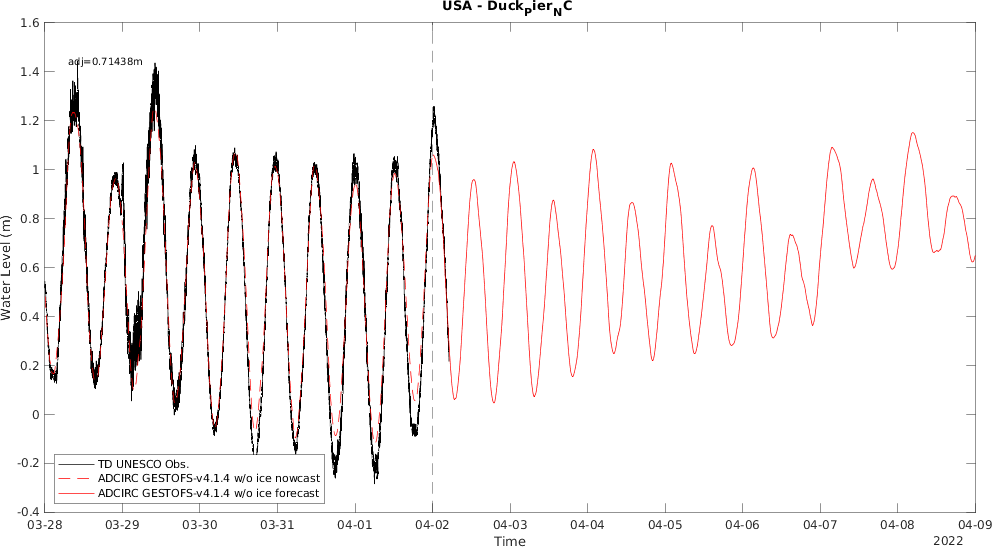 USA - Duck_Pier_NC
1.6
adj=0.71438m
1.4
1.2
1
0.8
0.6
0.4
0.2
0
-0.2
-0.4
Water Level (m)
TD UNESCO Obs.
ADCIRC GESTOFS-v4.1.4 w/o ice nowcast
ADCIRC GESTOFS-v4.1.4 w/o ice forecast
03-28 03-29 03-30 03-31 04-01 04-02 04-03 04-04 04-05 04-06 04-07 04-08 04-09
Time
2022